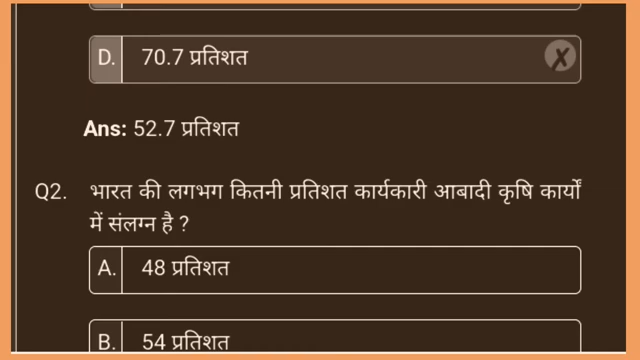 D. 70.7 प्रतिशत X
Ans: 52.7 प्रतिशत
Q2. भारत की लगभग कितनी प्रतिशत कार्यकारी आबादी कृषि कार्यों
में संलग्न है ?
A. 48 प्रतिशत
B. 54 प्रतिशत